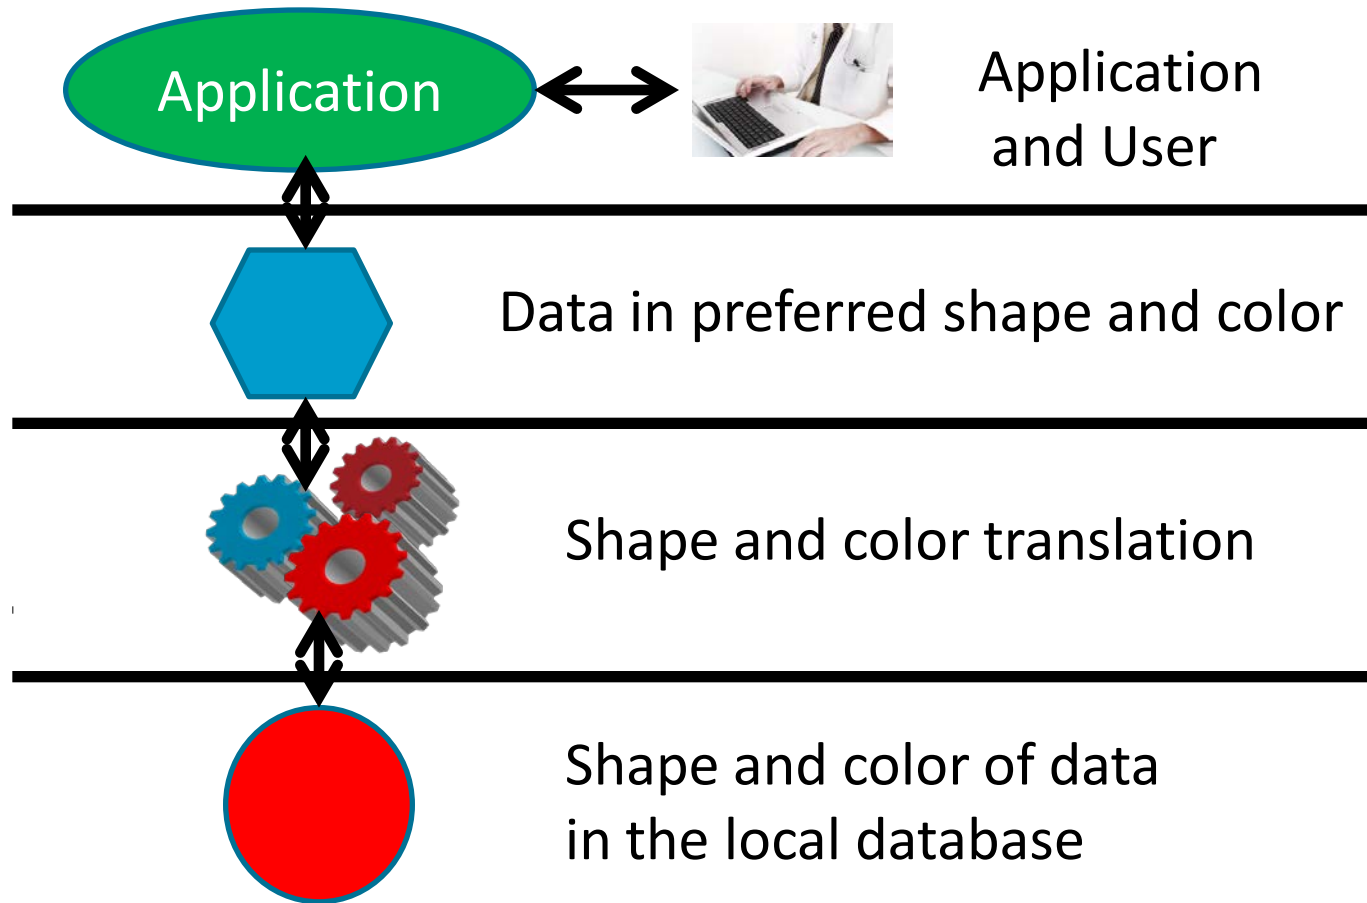 Application
Application
and User
Data in preferred shape and color
Shape and color translation
Shape and color of data
in the local database